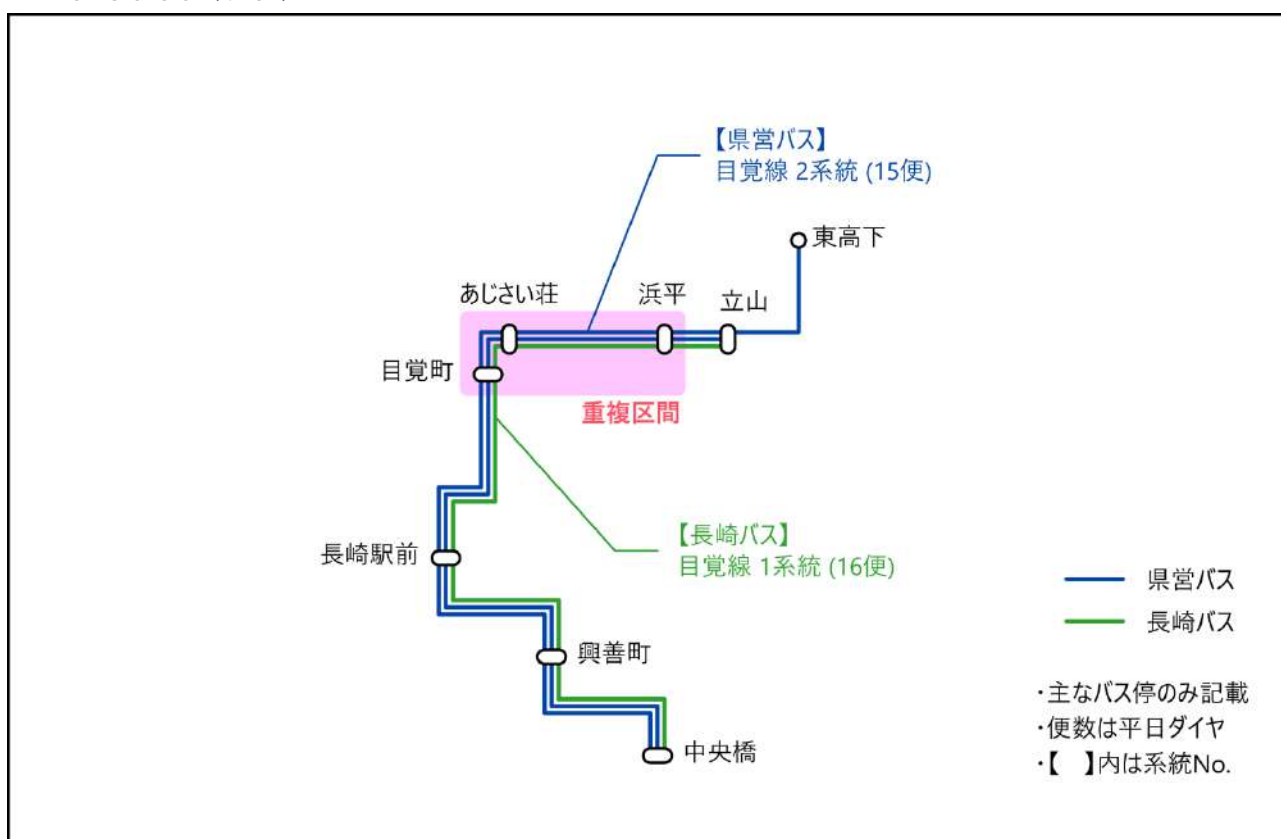 【県営バス】
目覚線 2系統 (15便)
東高下
あじさい荘
浜平
立山
目覚町
重複区間
長崎駅前
【長崎バス】
目覚線 1系統 (16便)
県営バス
長崎バス
興善町
・主なバス停のみ記載
・便数は平日ダイヤ
中央橋
・【　】内は系統No.